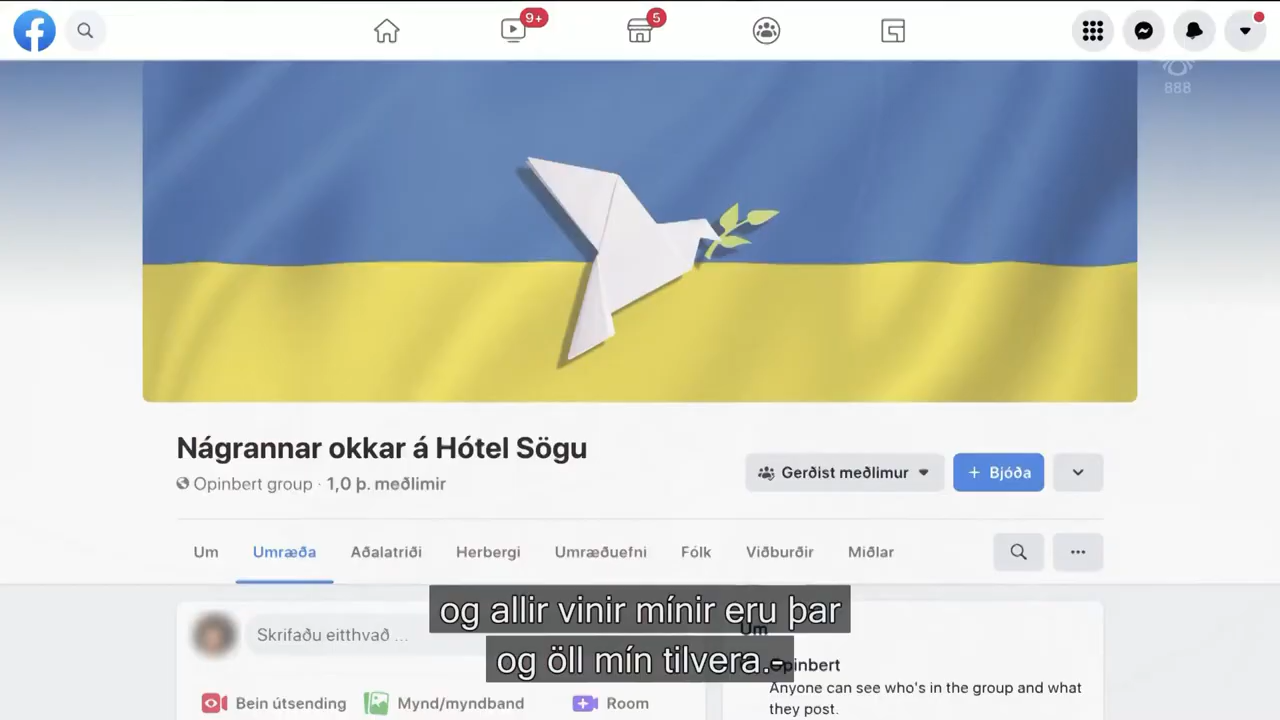 9+
5
888
Nágrannar okkar á Hótel Sögu
Opinbert group · 1,0 þ. meðlimir
Gerðist meðlimur
+ Bjóða
Um
Umræða
Aðalatriði
Herbergi
Umræðuefni
Fólk
Viðburðir
Miðlar
Skrifaðu eitthvað ...
Bein útsending
Mynd/myndband
Room
Um
Opinbert
Anyone can see who's in the group and what
they post.
og allir vinir mínir eru þar
og öll mín tilvera.-